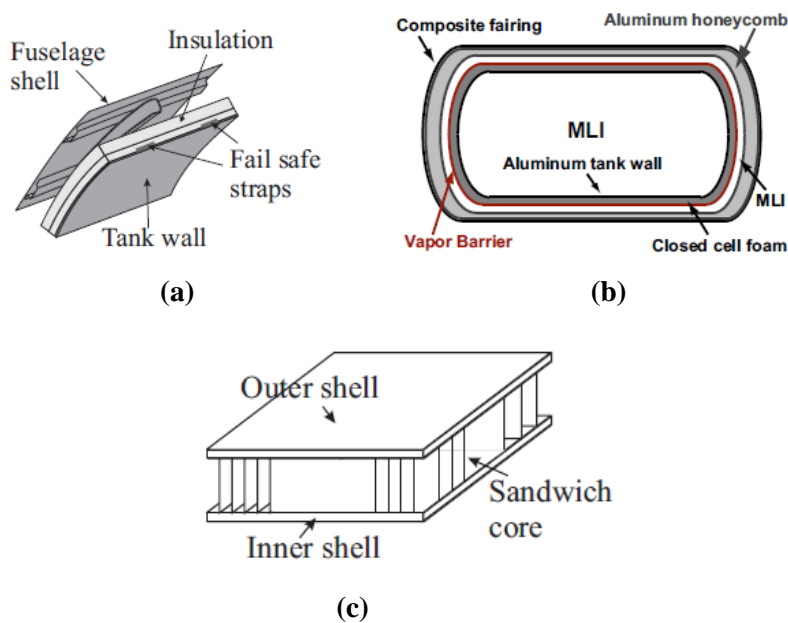 Fuselage
shell
Insulation
Fail safe
straps
Tank wall
(a)
Composite fairing
Aluminum honeycomb
MLI
Aluminum tank wall
MLI
Vapor Barrier
Closed cell foam
(b)
Outer shell
Sandwich
core
Inner shell
(c)